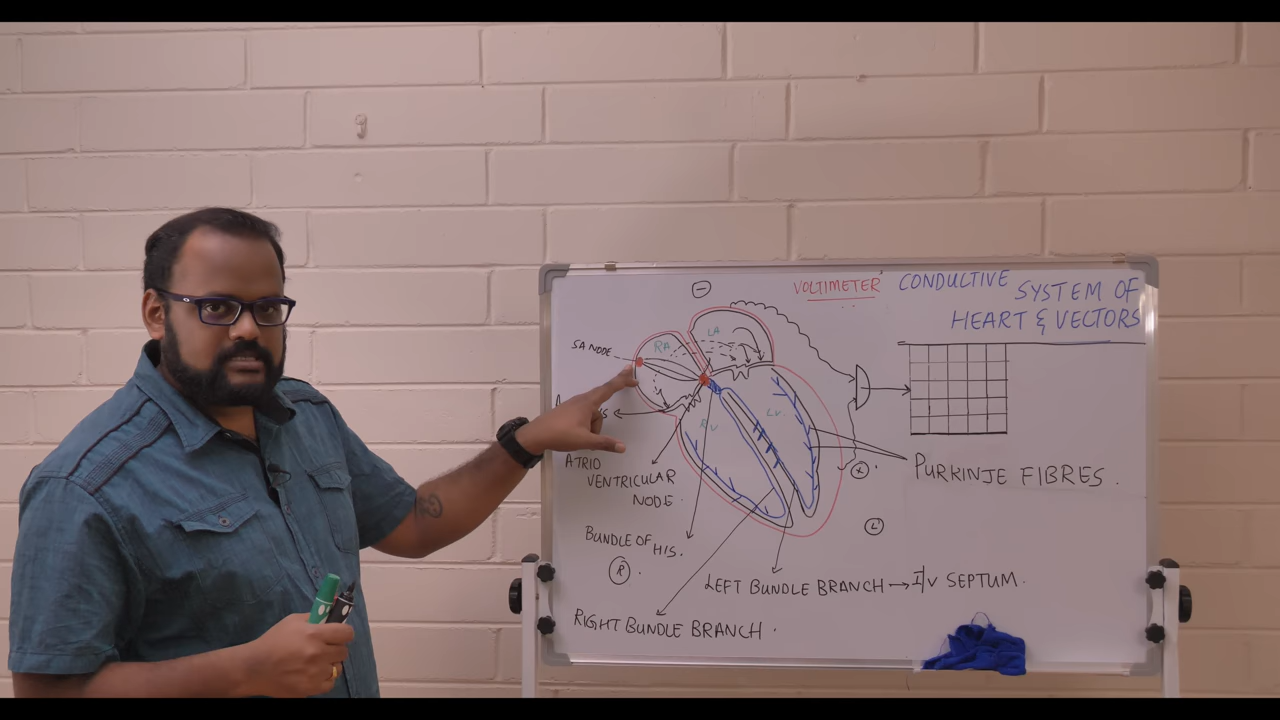 VOLTIMETER
CONDUCTIVE
SYSTEM OF
HEART & VECTORS
SA NODE
RA
LA
RV
LV
ATRIO
VENTRICULAR
NODE.
BUNDLE OF HIS.
R
PURKINJE FIBRES.
L
LEFT BUNDLE BRANCH → I/V SEPTUM.
RIGHT BUNDLE BRANCH.